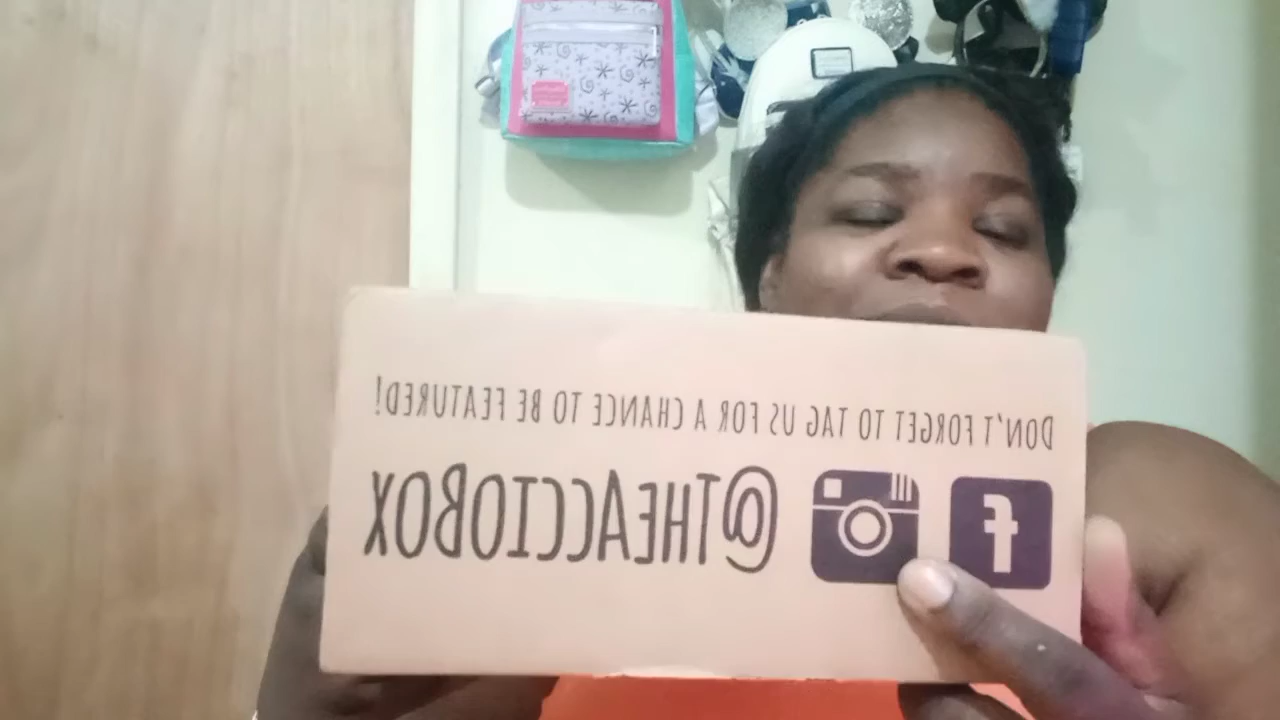 DON'T FORGET TO TAG US FOR A CHANCE TO BE FEATURED!
f @THEACCIOBOX